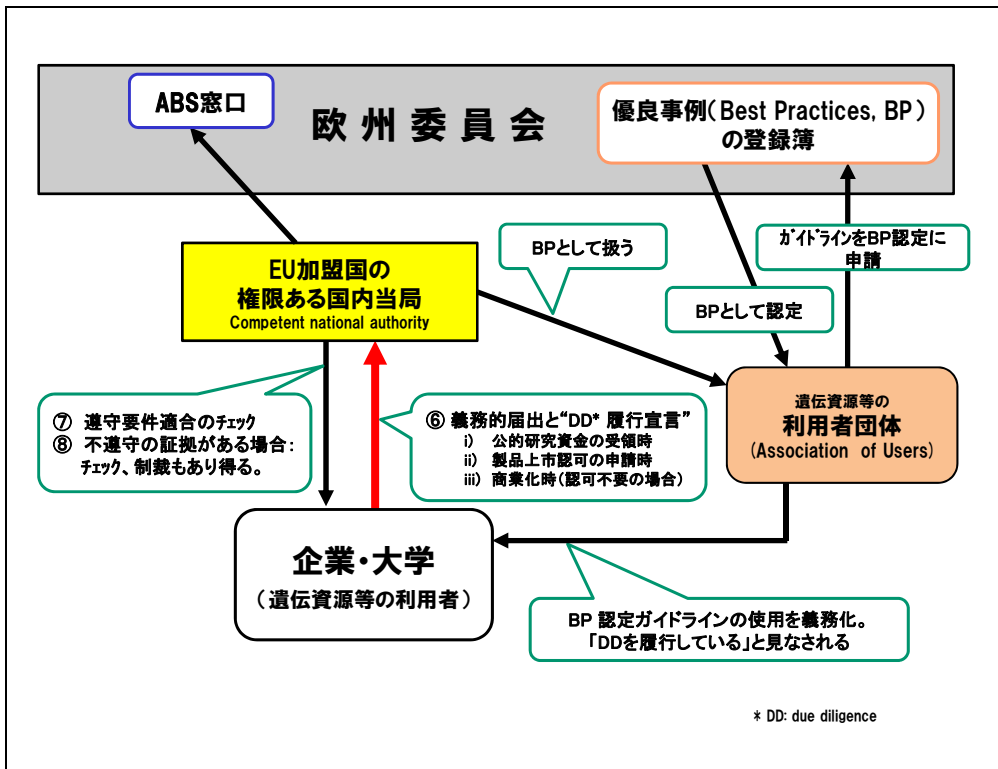 ABS窓口
欧州委員会
優良事例(Best Practices, BP)
の登録簿
EU加盟国の
権限ある国内当局
Competent national authority
BPとして扱う
ガイドラインをBP認定に
申請
BPとして認定
⑦ 遵守要件適合のチェック
⑧ 不遵守の証拠がある場合:
チェック、制裁もあり得る。
⑥ 義務的届出と“DD* 履行宣言”
i) 公的研究資金の受領時
ii) 製品上市認可の申請時
iii) 商業化時(認可不要の場合)
遺伝資源等の
利用者団体
(Association of Users)
企業・大学
(遺伝資源等の利用者)
BP 認定ガイドラインの使用を義務化。
「DDを履行している」と見なされる
* DD: due diligence